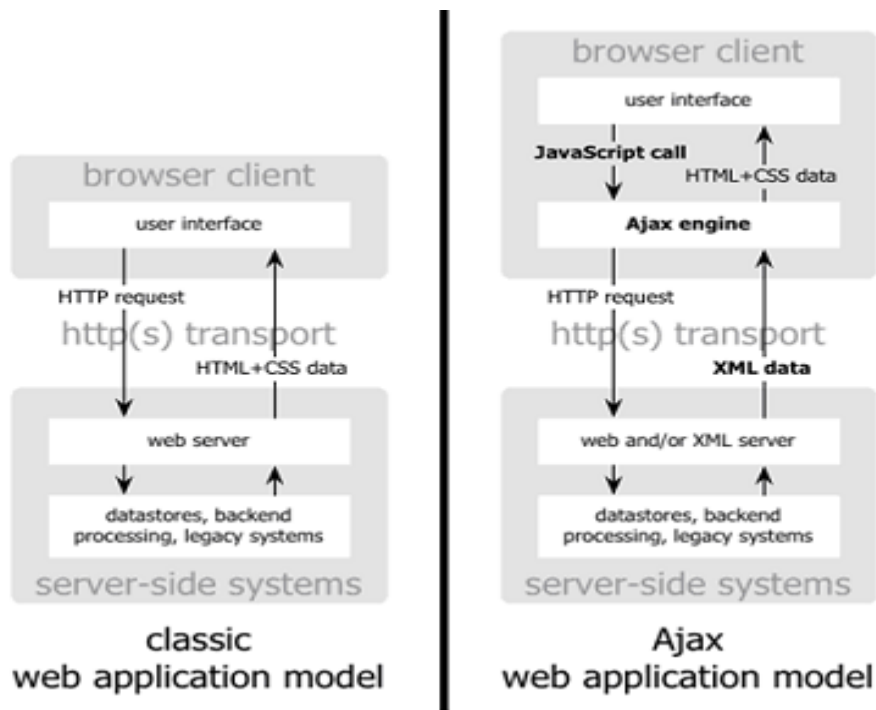 browser client
user interface
HTTP request
http(s) transport
HTML+CSS data
web server
datastores, backend
processing, legacy systems
server-side systems
classic
web application model
browser client
user interface
JavaScript call
HTML+CSS data
Ajax engine
HTTP request
http(s) transport
XML data
web and/or XML server
datastores, backend
processing, legacy systems
server-side systems
Ajax
web application model